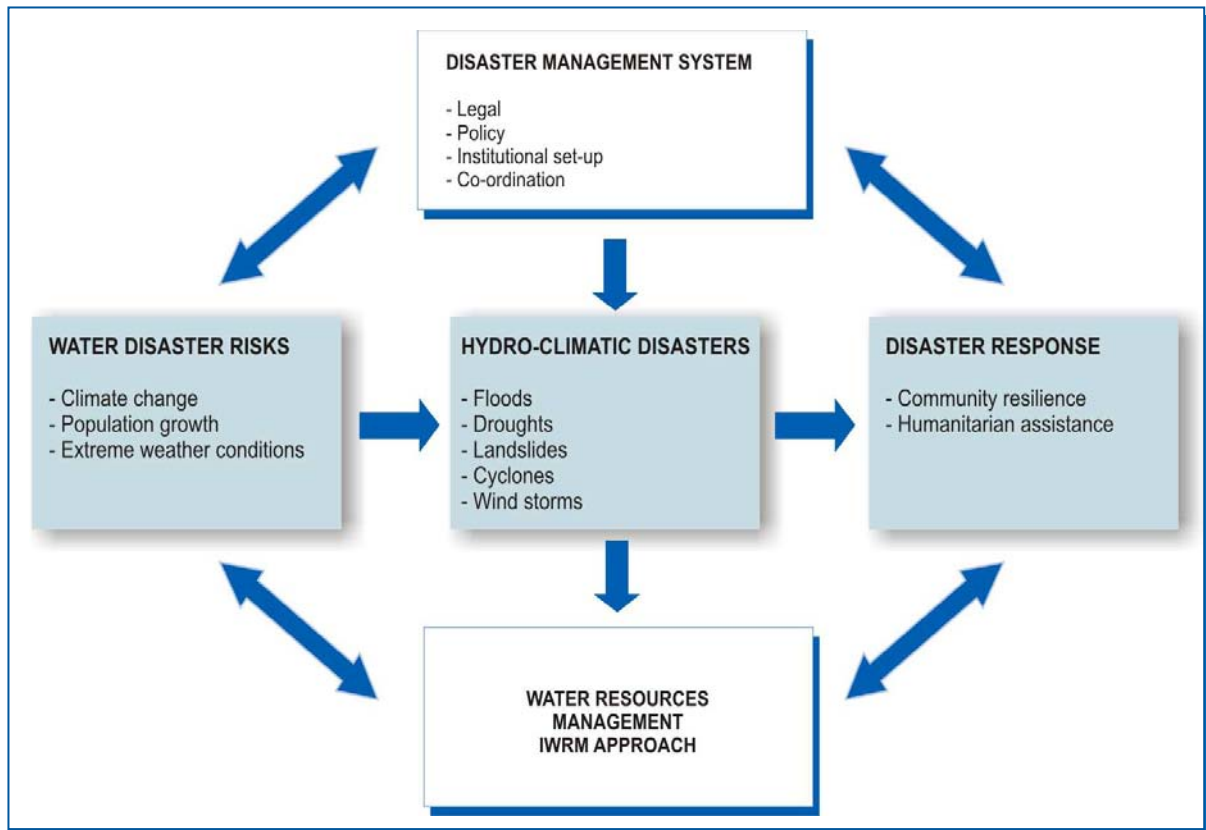 DISASTER MANAGEMENT SYSTEM
- Legal
- Policy
- Institutional set-up
- Co-ordination
WATER DISASTER RISKS
- Climate change
- Population growth
- Extreme weather conditions
HYDRO-CLIMATIC DISASTERS
- Floods
- Droughts
- Landslides
- Cyclones
- Wind storms
DISASTER RESPONSE
- Community resilience
- Humanitarian assistance
WATER RESOURCES
MANAGEMENT
IWRM APPROACH